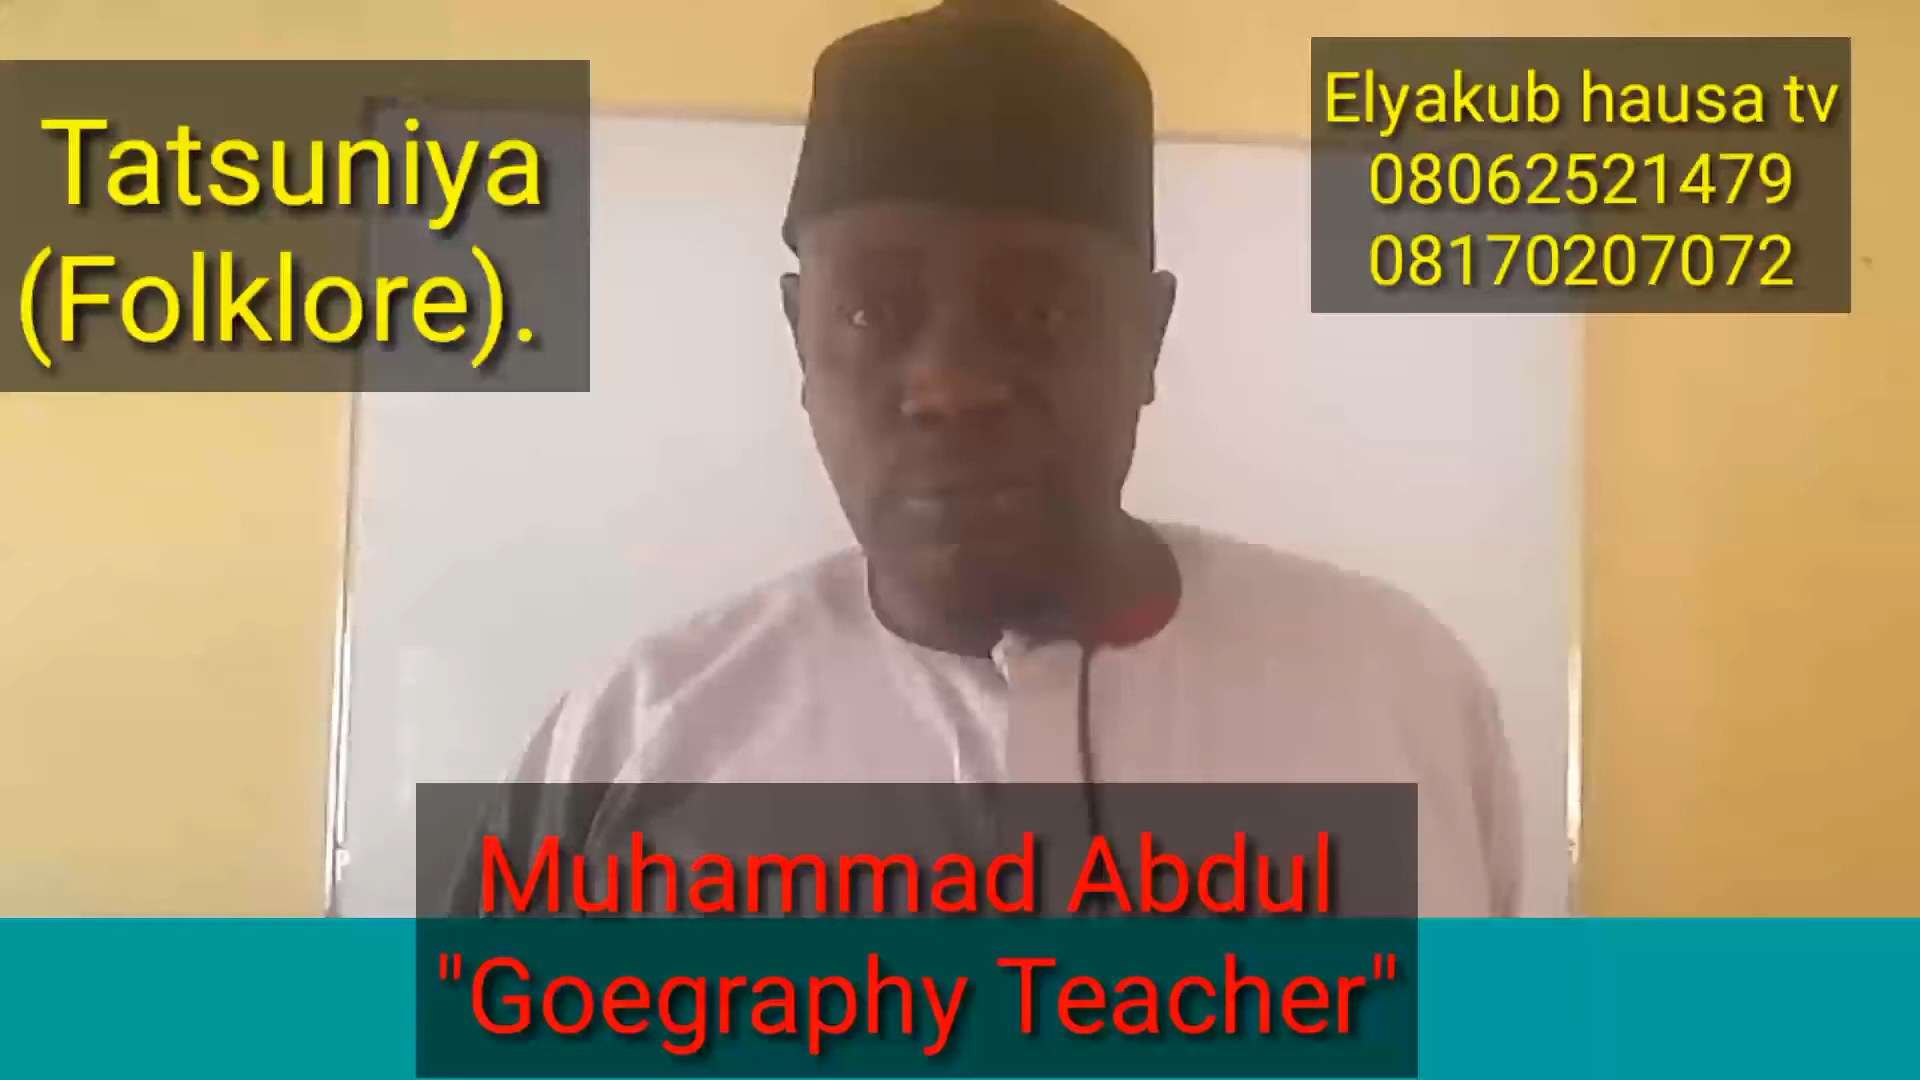 Tatsuniya
(Folklore).
Elyakub hausa tv
08062521479
08170207072
Muhammad Abdul
"Goegraphy Teacher"